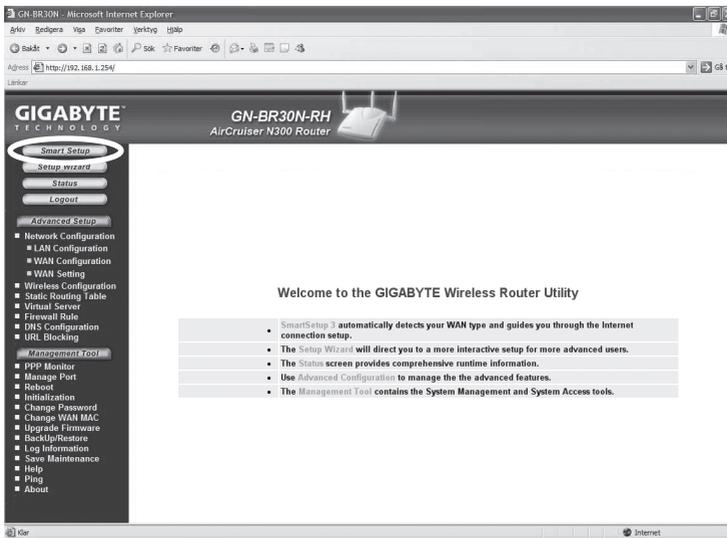 GN-BR30N - Microsoft Internet Explorer
Arkiv Redigera Visa Favoriter Verktyg Hjälp
Bakåt Sök Favoriter
Adress http://192.168.1.254/ Gå t
Länkar
GIGABYTE™
TECHNOLOGY
GN-BR30N-RH
AirCruiser N300 Router
Smart Setup
Setup Wizard
Status
Logout
Advanced Setup
Network Configuration
LAN Configuration
WAN Configuration
WAN Setting
Wireless Configuration
Static Routing Table
Virtual Server
Firewall Rule
DNS Configuration
URL Blocking
Management Tool
PPP Monitor
Manage Port
Reboot
Initialization
Change Password
Change WAN MAC
Upgrade Firmware
BackUp/Restore
Log Information
Save Maintenance
Help
Ping
About
Welcome to the GIGABYTE Wireless Router Utility
SmartSetup 3 automatically detects your WAN type and guides you through the Internet
connection setup.
The Setup Wizard will direct you to a more interactive setup for more advanced users.
The Status screen provides comprehensive runtime information.
Use Advanced Configuration to manage the the advanced features.
The Management Tool contains the System Management and System Access tools.
Klar Internet